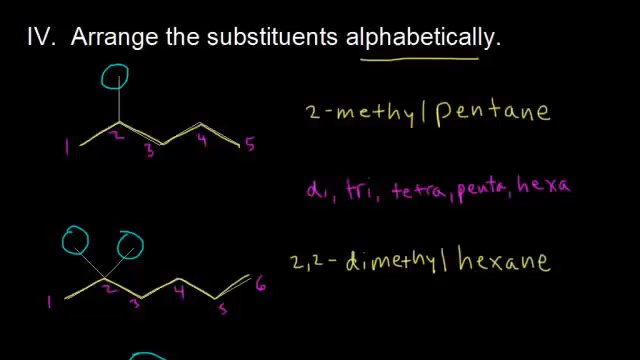 IV. Arrange the substituents alphabetically.
1 2 3 4 5
2-methylpentane
di, tri, tetra, penta, hexa
1 2 3 4 5 6
2,2-dimethylhexane